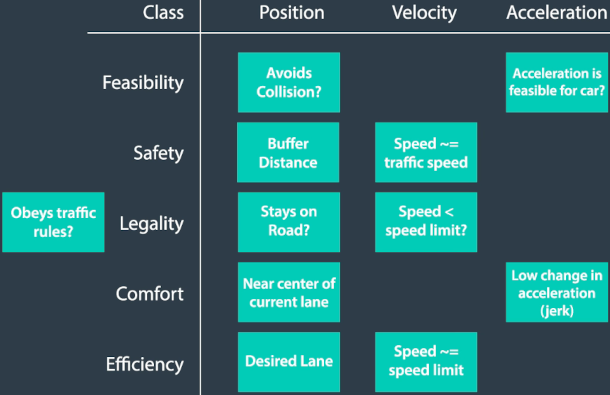 Class Position Velocity Acceleration
Feasibility
Avoids
Collision?
Acceleration is
feasible for car?
Safety
Buffer
Distance
Speed ~=
traffic speed
Obeys traffic
rules?
Legality
Stays on
Road?
Speed <
speed limit?
Comfort
Near center of
current lane
Low change in
acceleration
(jerk)
Efficiency
Desired Lane
Speed ~=
speed limit